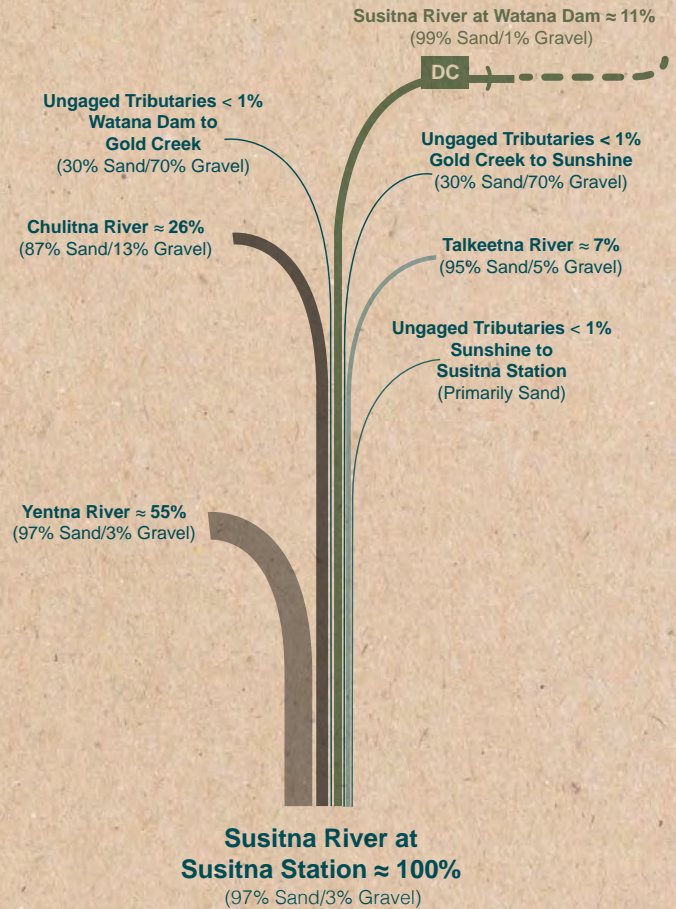 Susitna River at Watana Dam ≈ 11%
(99% Sand/1% Gravel)
DC
Ungaged Tributaries < 1%
Watana Dam to
Gold Creek
(30% Sand/70% Gravel)
Ungaged Tributaries < 1%
Gold Creek to Sunshine
(30% Sand/70% Gravel)
Chulitna River ≈ 26%
(87% Sand/13% Gravel)
Talkeetna River ≈ 7%
(95% Sand/5% Gravel)
Ungaged Tributaries < 1%
Sunshine to
Susitna Station
(Primarily Sand)
Yentna River ≈ 55%
(97% Sand/3% Gravel)
Susitna River at
Susitna Station ≈ 100%
(97% Sand/3% Gravel)